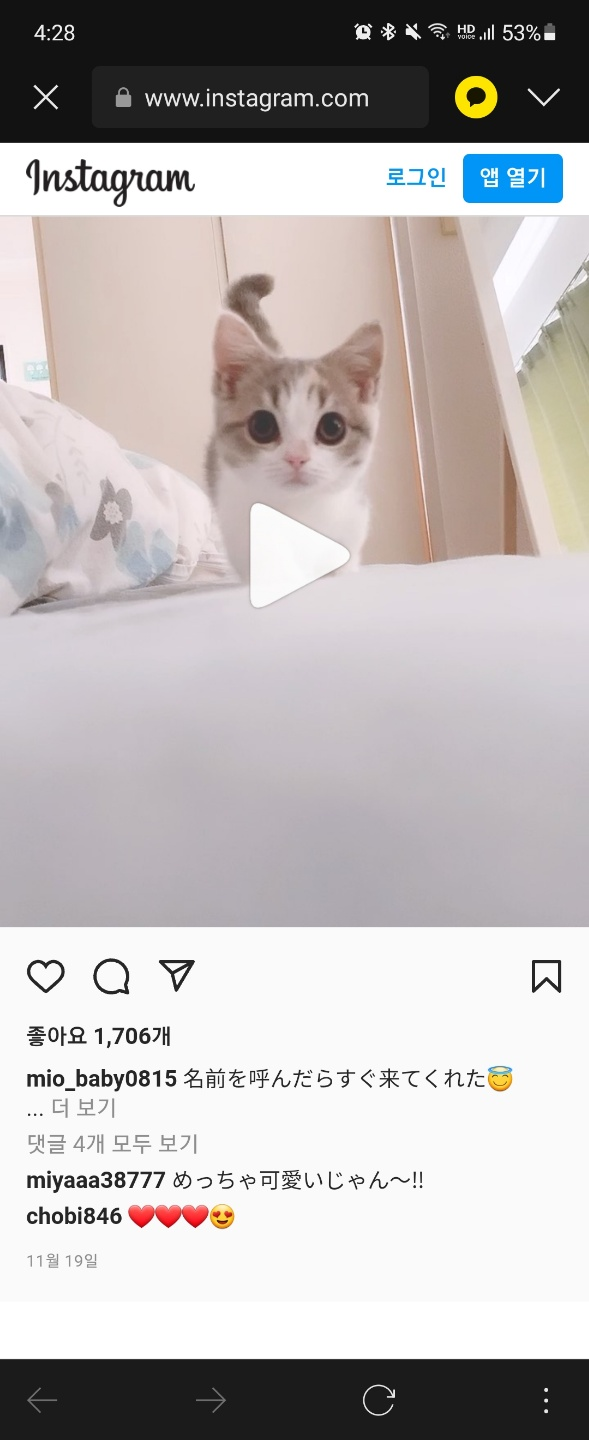 4:28
HD voice 53%
www.instagram.com
Instagram 로그인 앱 열기
좋아요 1,706개
mio_baby0815 名前を呼んだらすぐ来てくれた😇
... 더 보기
댓글 4개 모두 보기
miyaaa38777 めっちゃ可愛いじゃん〜!!
chobi846 ❤️❤️❤️😍
11월 19일